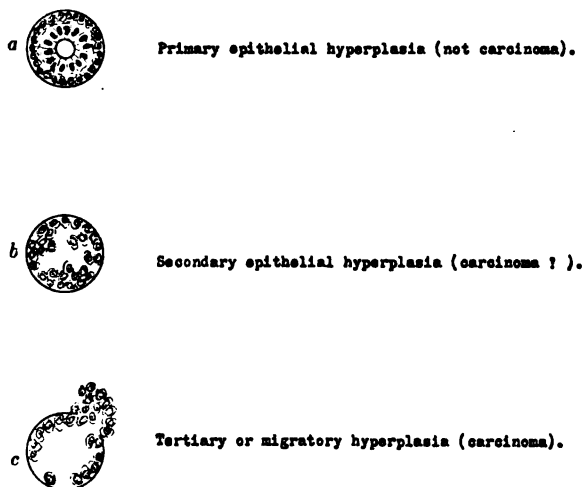 a Primary epithelial hyperplasia (not carcinoma).
b Secondary epithelial hyperplasia (carcinoma ? ).
c Tertiary or migratory hyperplasia (carcinoma).